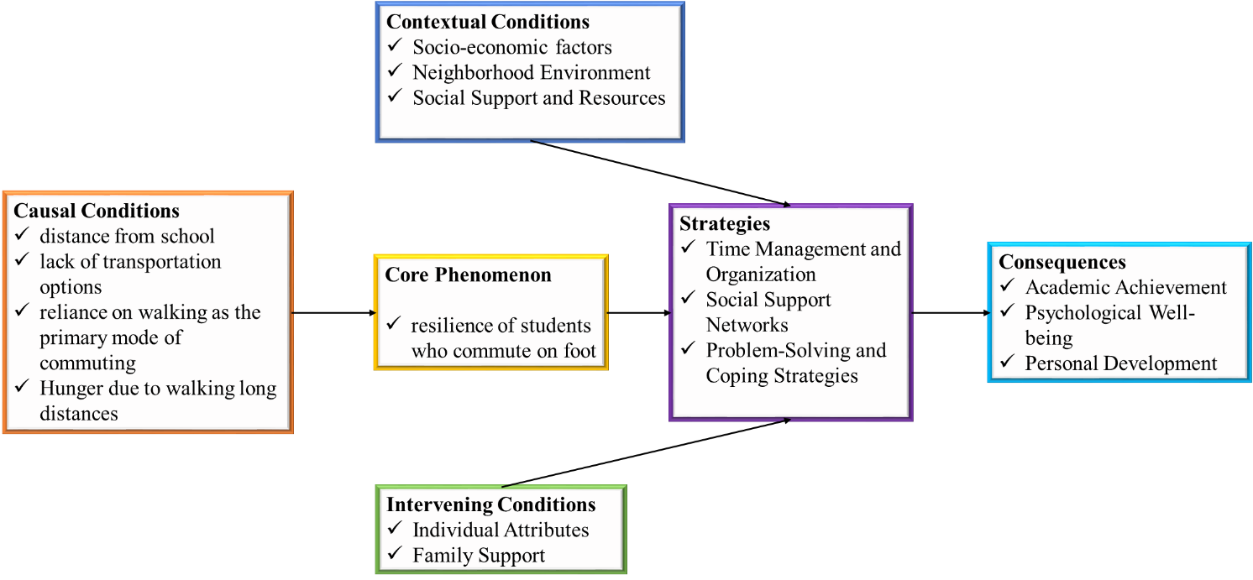 Contextual Conditions
✓ Socio-economic factors
✓ Neighborhood Environment
✓ Social Support and Resources
Causal Conditions
✓ distance from school
✓ lack of transportation
options
✓ reliance on walking as the
primary mode of
commuting
✓ Hunger due to walking long
distances
Core Phenomenon
✓ resilience of students
who commute on foot
Strategies
✓ Time Management and
Organization
✓ Social Support
Networks
✓ Problem-Solving and
Coping Strategies
Consequences
✓ Academic Achievement
✓ Psychological Well-
being
✓ Personal Development
Intervening Conditions
✓ Individual Attributes
✓ Family Support